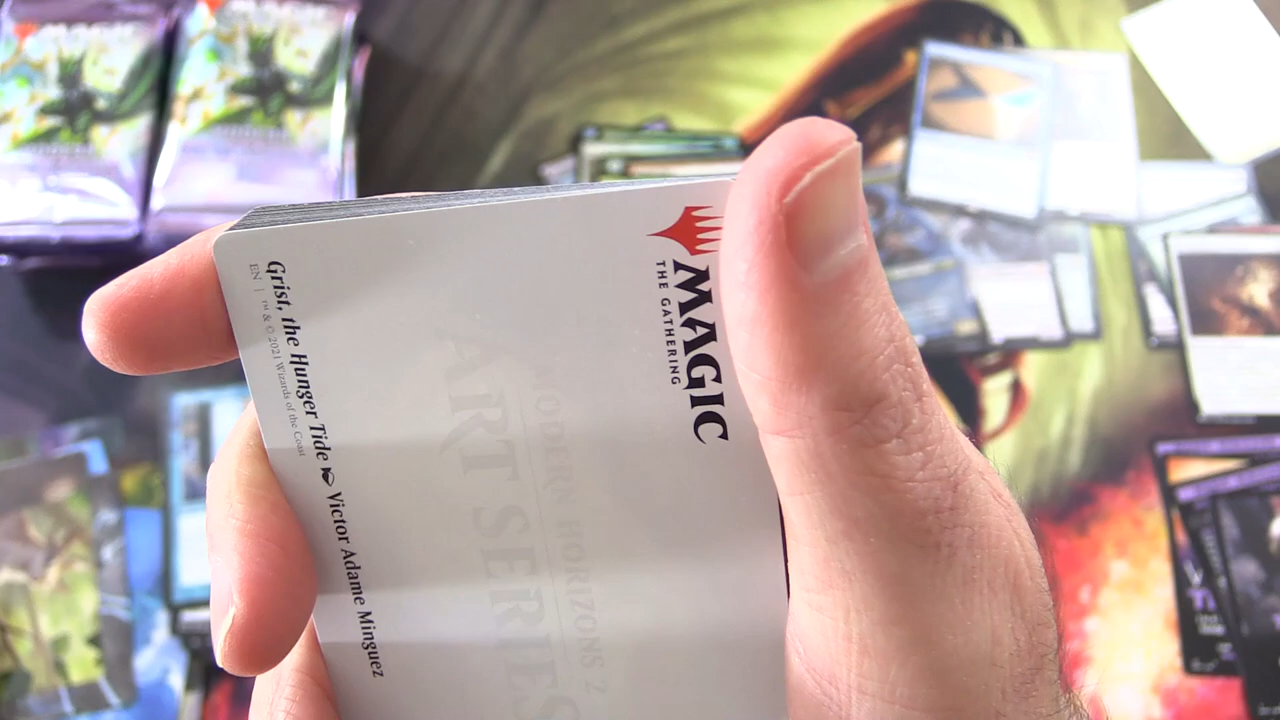 MAGIC
THE GATHERING
MODERN HORIZONS 2
ART SERIES
Grist, the Hunger Tide Victor Adame Minguez
EN | ™ & © 2021 Wizards of the Coast